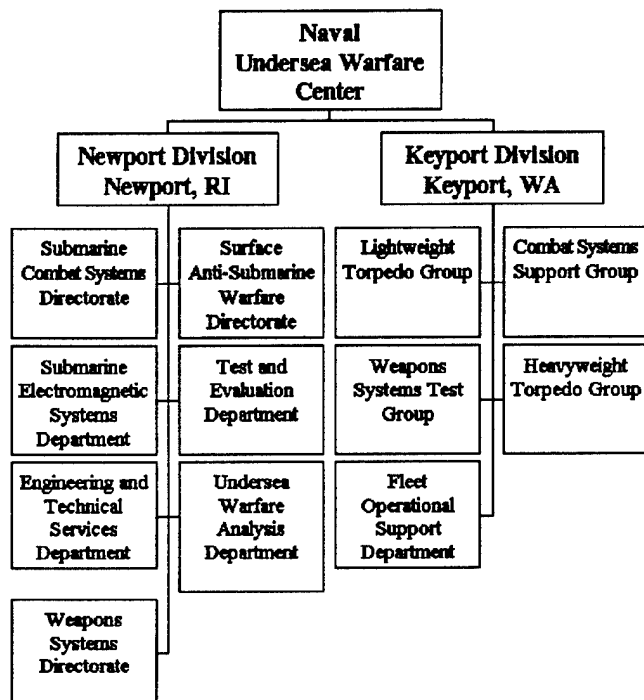 Naval
Undersea Warfare
Center
Newport Division
Newport, RI
Keyport Division
Keyport, WA
Submarine
Combat Systems
Directorate
Surface
Anti-Submarine
Warfare
Directorate
Lightweight
Torpedo Group
Combat Systems
Support Group
Submarine
Electromagnetic
Systems
Department
Test and
Evaluation
Department
Weapons
Systems Test
Group
Heavyweight
Torpedo Group
Engineering and
Technical
Services
Department
Undersea
Warfare
Analysis
Department
Fleet
Operational
Support
Department
Weapons
Systems
Directorate